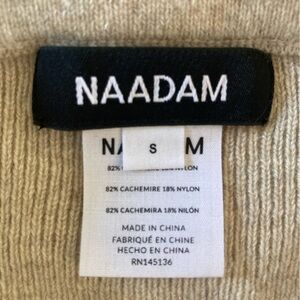 NAADAM
S
82% CACHEMIRE 18% NYLON
82% CACHEMIRA 18% NILÓN
MADE IN CHINA
FABRIQUÉ EN CHINE
HECHO EN CHINA
RN145136